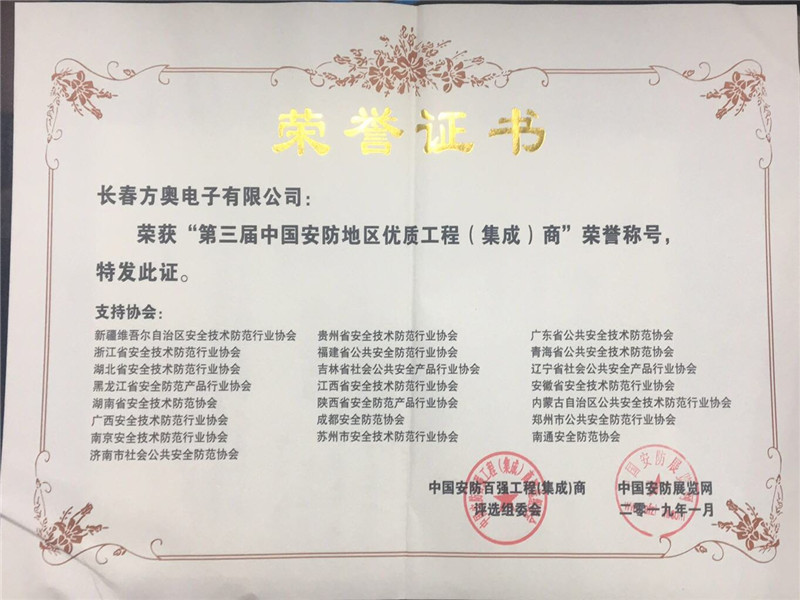 荣誉证书
长春方奥电子有限公司：
荣获“第三届中国安防地区优质工程（集成）商”荣誉称号，
特发此证。
支持协会：
新疆维吾尔自治区安全技术防范行业协会 贵州省安全技术防范行业协会 广东省公共安全技术防范协会
浙江省安全技术防范行业协会 福建省公共安全防范行业协会 青海省公共安全技术防范协会
湖北省安全技术防范行业协会 吉林省社会公共安全产品行业协会 辽宁省社会公共安全产品行业协会
黑龙江省安全防范产品行业协会 江西省安全技术防范行业协会 安徽省安全技术防范行业协会
湖南省安全技术防范协会 陕西省安全防范产品行业协会 内蒙古自治区公共安全技术防范行业协会
广西安全技术防范行业协会 成都安全防范协会 郑州市公共安全防范行业协会
南京安全技术防范行业协会 苏州市安全技术防范行业协会 南通安全防范协会
济南市社会公共安全防范协会
中国安防百强工程(集成)商 中国安防展览网
评选组委会 二零一九年一月